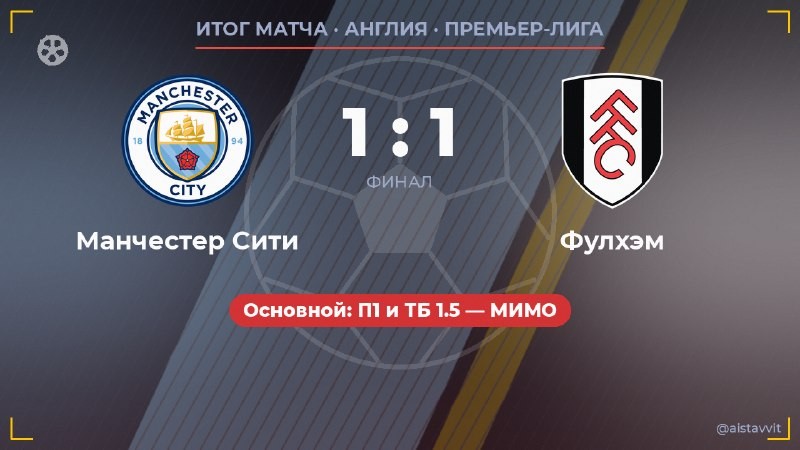 ИТОГ МАТЧА · АНГЛИЯ · ПРЕМЬЕР-ЛИГА
MANCHESTER
18 94
CITY
1 : 1
ФИНАЛ
FFC
Манчестер Сити
Фулхэм
Основной: П1 и ТБ 1.5 — МИМО
@aistavvit